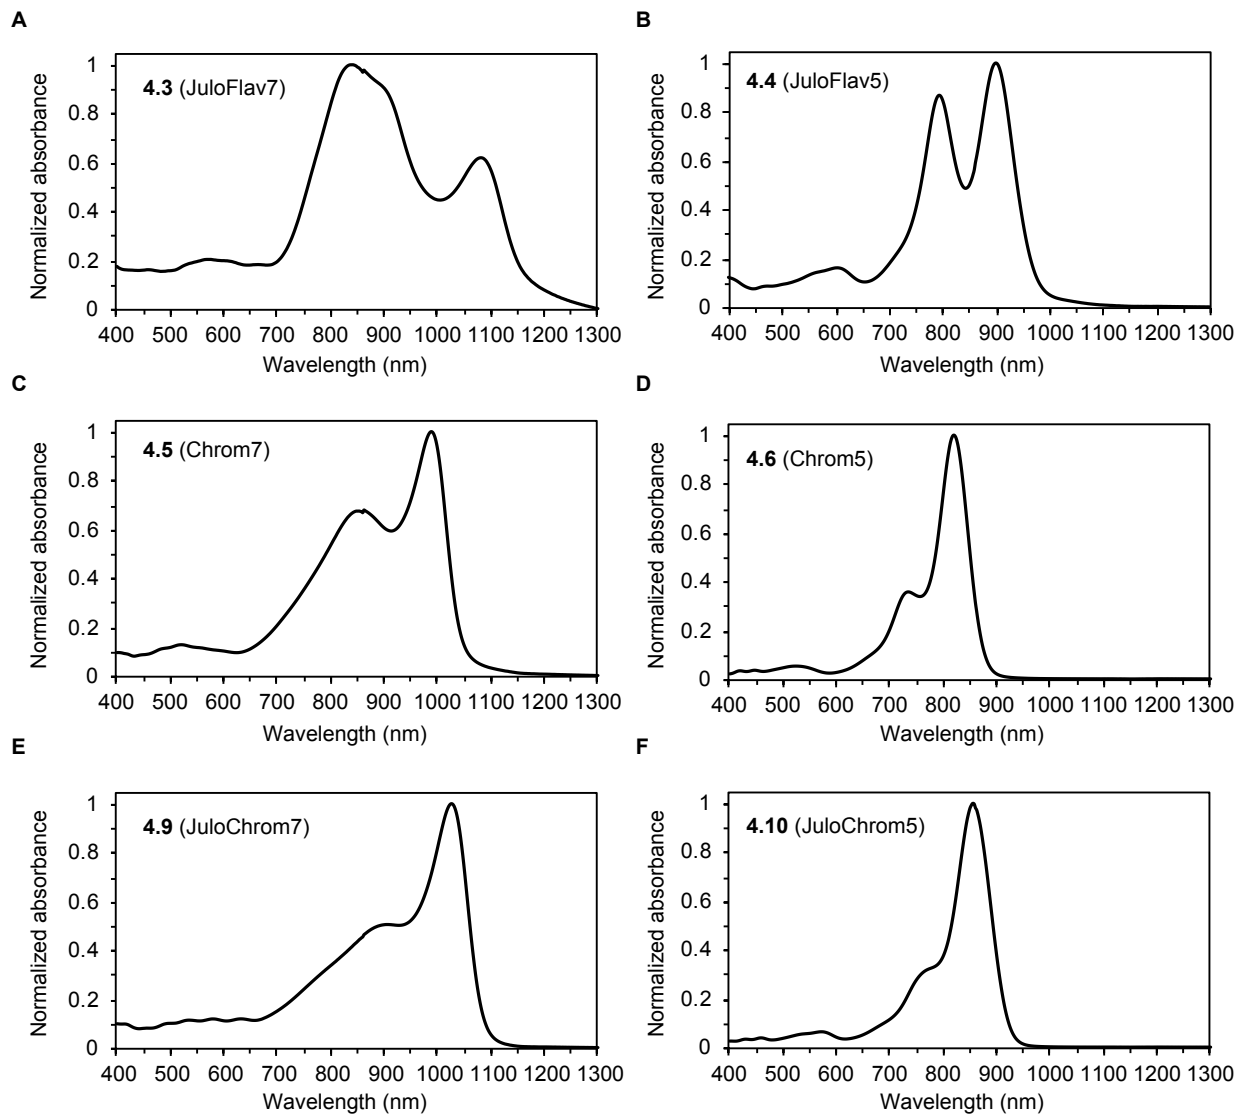 A
4.3 (JuloFlav7)
Normalized absorbance
1
0.8
0.6
0.4
0.2
0
400 500 600 700 800 900 1000 1100 1200 1300
Wavelength (nm)
B
4.4 (JuloFlav5)
Normalized absorbance
1
0.8
0.6
0.4
0.2
0
400 500 600 700 800 900 1000 1100 1200 1300
Wavelength (nm)
C
4.5 (Chrom7)
Normalized absorbance
1
0.8
0.6
0.4
0.2
0
400 500 600 700 800 900 1000 1100 1200 1300
Wavelength (nm)
D
4.6 (Chrom5)
Normalized absorbance
1
0.8
0.6
0.4
0.2
0
400 500 600 700 800 900 1000 1100 1200 1300
Wavelength (nm)
E
4.9 (JuloChrom7)
Normalized absorbance
1
0.8
0.6
0.4
0.2
0
400 500 600 700 800 900 1000 1100 1200 1300
Wavelength (nm)
F
4.10 (JuloChrom5)
Normalized absorbance
1
0.8
0.6
0.4
0.2
0
400 500 600 700 800 900 1000 1100 1200 1300
Wavelength (nm)